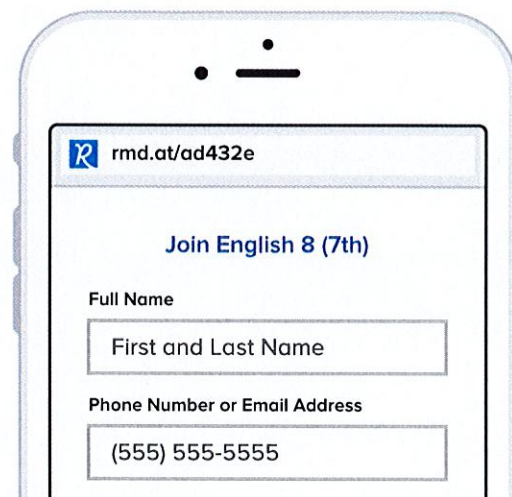 R rmd.at/ad432e
Join English 8 (7th)
Full Name
First and Last Name
Phone Number or Email Address
(555) 555-5555